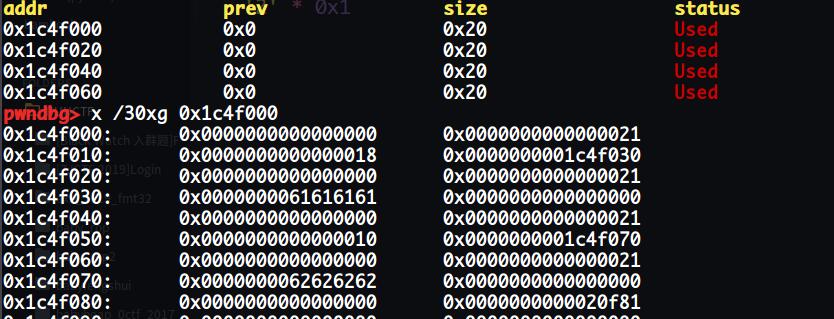 addr prev size status
0x1c4f000 0x0 0x20 Used
0x1c4f020 0x0 0x20 Used
0x1c4f040 0x0 0x20 Used
0x1c4f060 0x0 0x20 Used
pwndbg> x /30xg 0x1c4f000
0x1c4f000: 0x0000000000000000 0x0000000000000021
0x1c4f010: 0x0000000000000018 0x0000000001c4f030
0x1c4f020: 0x0000000000000000 0x0000000000000021
0x1c4f030: 0x0000000061616161 0x0000000000000000
0x1c4f040: 0x0000000000000000 0x0000000000000021
0x1c4f050: 0x0000000000000010 0x0000000001c4f070
0x1c4f060: 0x0000000000000000 0x0000000000000021
0x1c4f070: 0x0000000062626262 0x0000000000000000
0x1c4f080: 0x0000000000000000 0x0000000000020f81